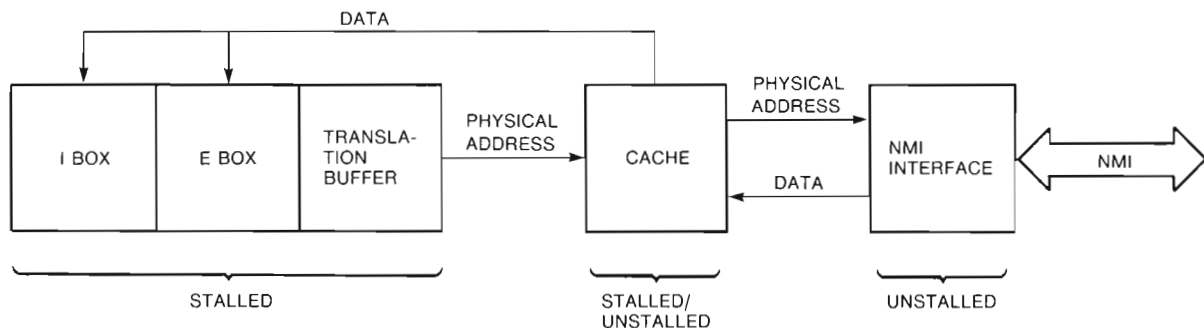 DATA
I BOX
E BOX
TRANSLA-
TION
BUFFER
PHYSICAL
ADDRESS
CACHE
PHYSICAL
ADDRESS
DATA
NMI
INTERFACE
NMI
STALLED
STALLED/
UNSTALLED
UNSTALLED